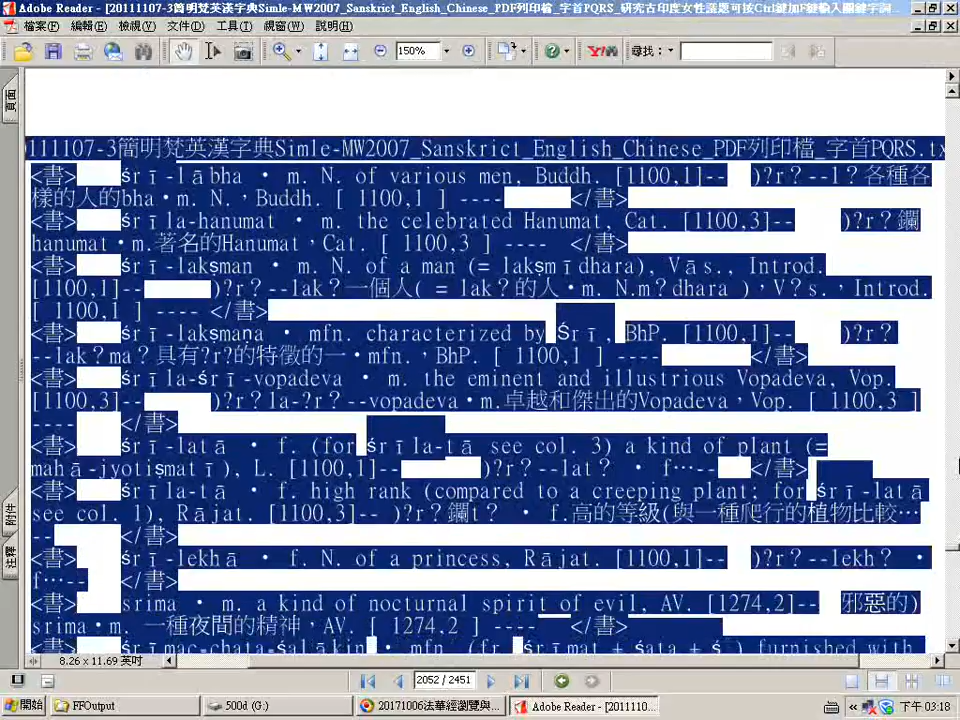 Adobe Reader - [20111107-3簡明梵英漢字典Simle-MW2007_Sanskrict_English_Chinese_PDF列印檔_字首PQRS_研究古印度女性議題可按Ctrl鍵加F鍵輸入關鍵字詞...
檔案(F) 編輯(E) 檢視(V) 文件(D) 工具(T) 視窗(W) 說明(H)
150% 尋找：
頁面
111107-3簡明梵英漢字典Simle-MW2007_Sanskrict_English_Chinese_PDF列印檔_字首PQRS.tx
<書> śrī-lābha • m. N. of various men, Buddh. [1100,1]-- )?r？--l？各種各
樣的人的bha•m. N.，Buddh. [ 1100,1 ] ---- </書>
<書> śrīla-hanumat • m. the celebrated Hanumat, Cat. [1100,3]-- )?r？鑭
hanumat•m.著名的Hanumat，Cat. [ 1100,3 ] ---- </書>
<書> śrī-lakṣman • m. N. of a man (= lakṣmīdhara), Vās., Introd.
[1100,1]-- )?r？--lak？一個人( = lak？的人•m. N.m？dhara )，V？s.，Introd.
[ 1100,1 ] ---- </書>
<書> śrī-lakṣmaṇa • mfn. characterized by Śrī, BhP. [1100,1]-- )?r？
--lak？ma？具有?r?的特徵的一•mfn.，BhP. [ 1100,1 ] ---- </書>
<書> śrīla-śrī-vopadeva • m. the eminent and illustrious Vopadeva, Vop.
[1100,3]-- )?r？la-?r？--vopadeva•m.卓越和傑出的Vopadeva，Vop. [ 1100,3 ]
---- </書>
<書> śrī-latā • f. (for śrīla-tā see col. 3) a kind of plant (=
mahā-jyotiṣmatī), L. [1100,1]-- )?r？--lat？ • f…-- </書>
<書> śrīla-tā • f. high rank (compared to a creeping plant; for śrī-latā
see col. 1), Rājat. [1100,3]-- )?r？鑭t？ • f.高的等級(與一種爬行的植物比較…
-- </書>
<書> śrī-lekhā • f. N. of a princess, Rājat. [1100,1]-- )?r？--lekh？ •
f…-- </書>
<書> srima • m. a kind of nocturnal spirit of evil, AV. [1274,2]-- 邪惡的)
srima•m. 一種夜間的精神，AV. [ 1274,2 ] ---- </書>
<書> śrīmac-chata-śalākin • mfn. (fr. śrīmat + śata + ś ) furnished with
附件
注釋
8.26 x 11.69 英吋
2052 / 2451
開始 FFOutput 500d (G:) 20171006法華經瀏覽與... Adobe Reader - [2011110... 下午 03:18